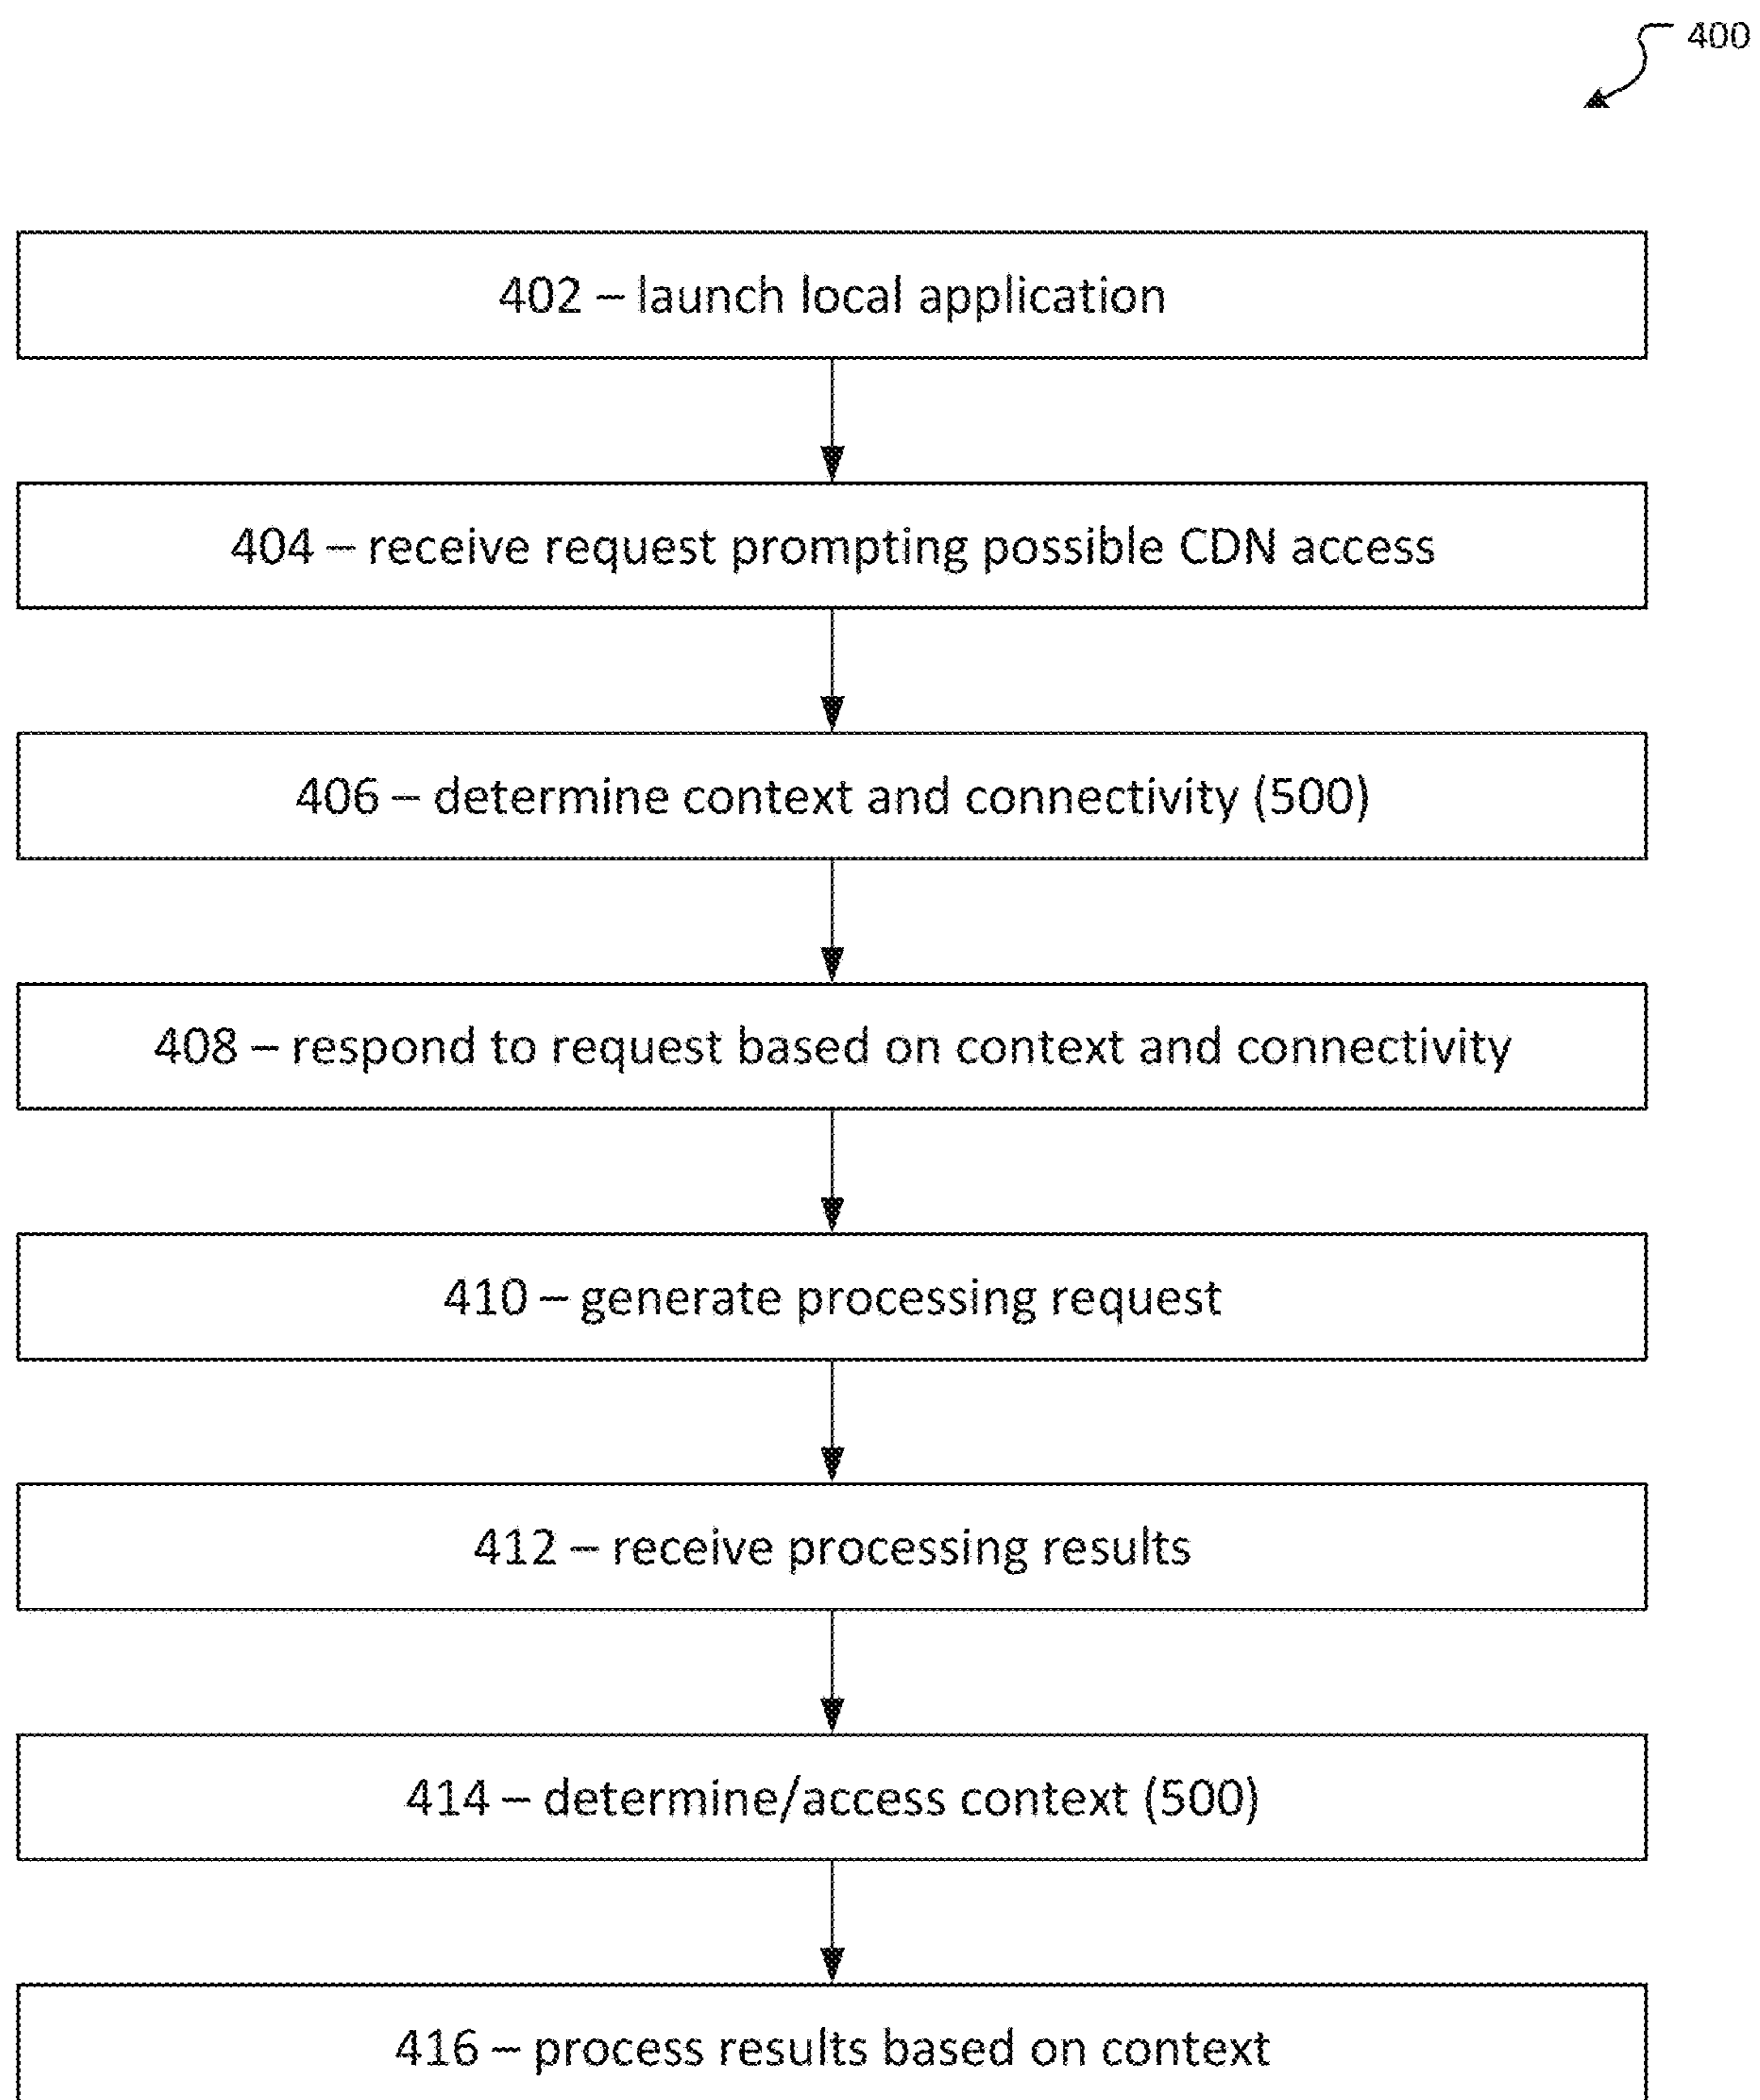 400
402 – launch local application
404 – receive request prompting possible CDN access
406 – determine context and connectivity (500)
408 – respond to request based on context and connectivity
410 – generate processing request
412 – receive processing results
414 – determine/access context (500)
416 – process results based on context